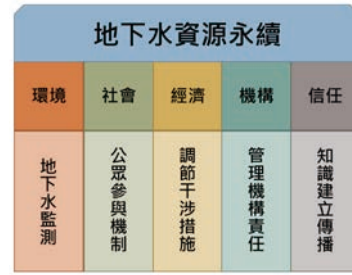 地下水資源永續
環境
社會
經濟
機構
信任
地下水監測
公眾參與機制
調節干涉措施
管理機構責任
知識建立傳播